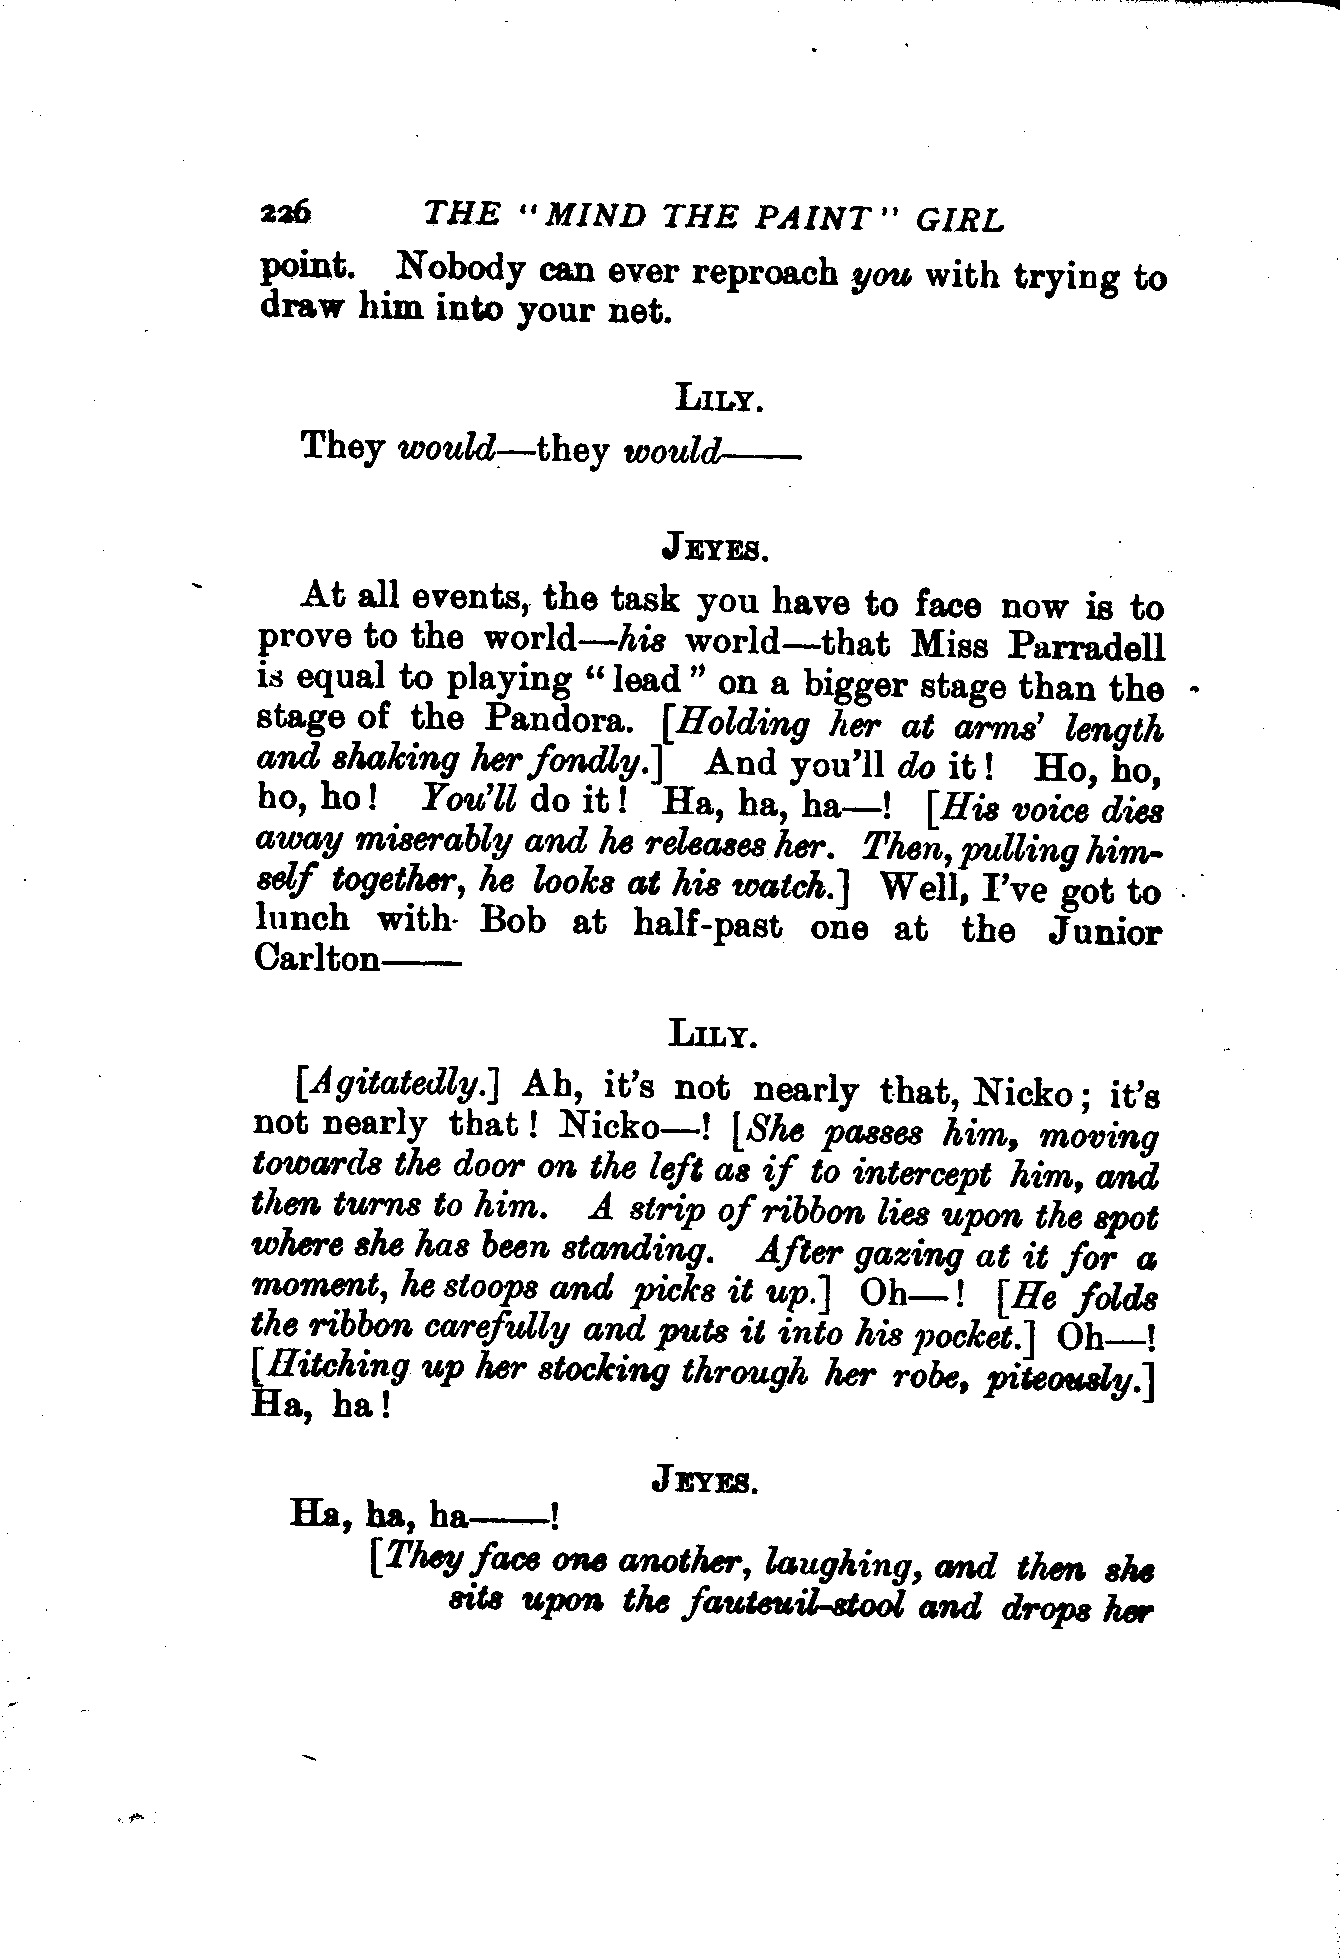 226 THE "MIND THE PAINT" GIRL
point. Nobody can ever reproach you with trying to
draw him into your net.
LILY.
They would—they would——
JEYES.
At all events, the task you have to face now is to
prove to the world—his world—that Miss Parradell
is equal to playing "lead" on a bigger stage than the
stage of the Pandora. [Holding her at arms' length
and shaking her fondly.] And you'll do it! Ho, ho,
ho, ho! You'll do it! Ha, ha, ha—! [His voice dies
away miserably and he releases her. Then, pulling him-
self together, he looks at his watch.] Well, I've got to
lunch with Bob at half-past one at the Junior
Carlton——
LILY.
[Agitatedly.] Ah, it's not nearly that, Nicko; it's
not nearly that! Nicko—! [She passes him, moving
towards the door on the left as if to intercept him, and
then turns to him. A strip of ribbon lies upon the spot
where she has been standing. After gazing at it for a
moment, he stoops and picks it up.] Oh—! [He folds
the ribbon carefully and puts it into his pocket.] Oh—!
[Hitching up her stocking through her robe, piteously.]
Ha, ha!
JEYES.
Ha, ha, ha——!
[They face one another, laughing, and then she
sits upon the fauteuil-stool and drops her